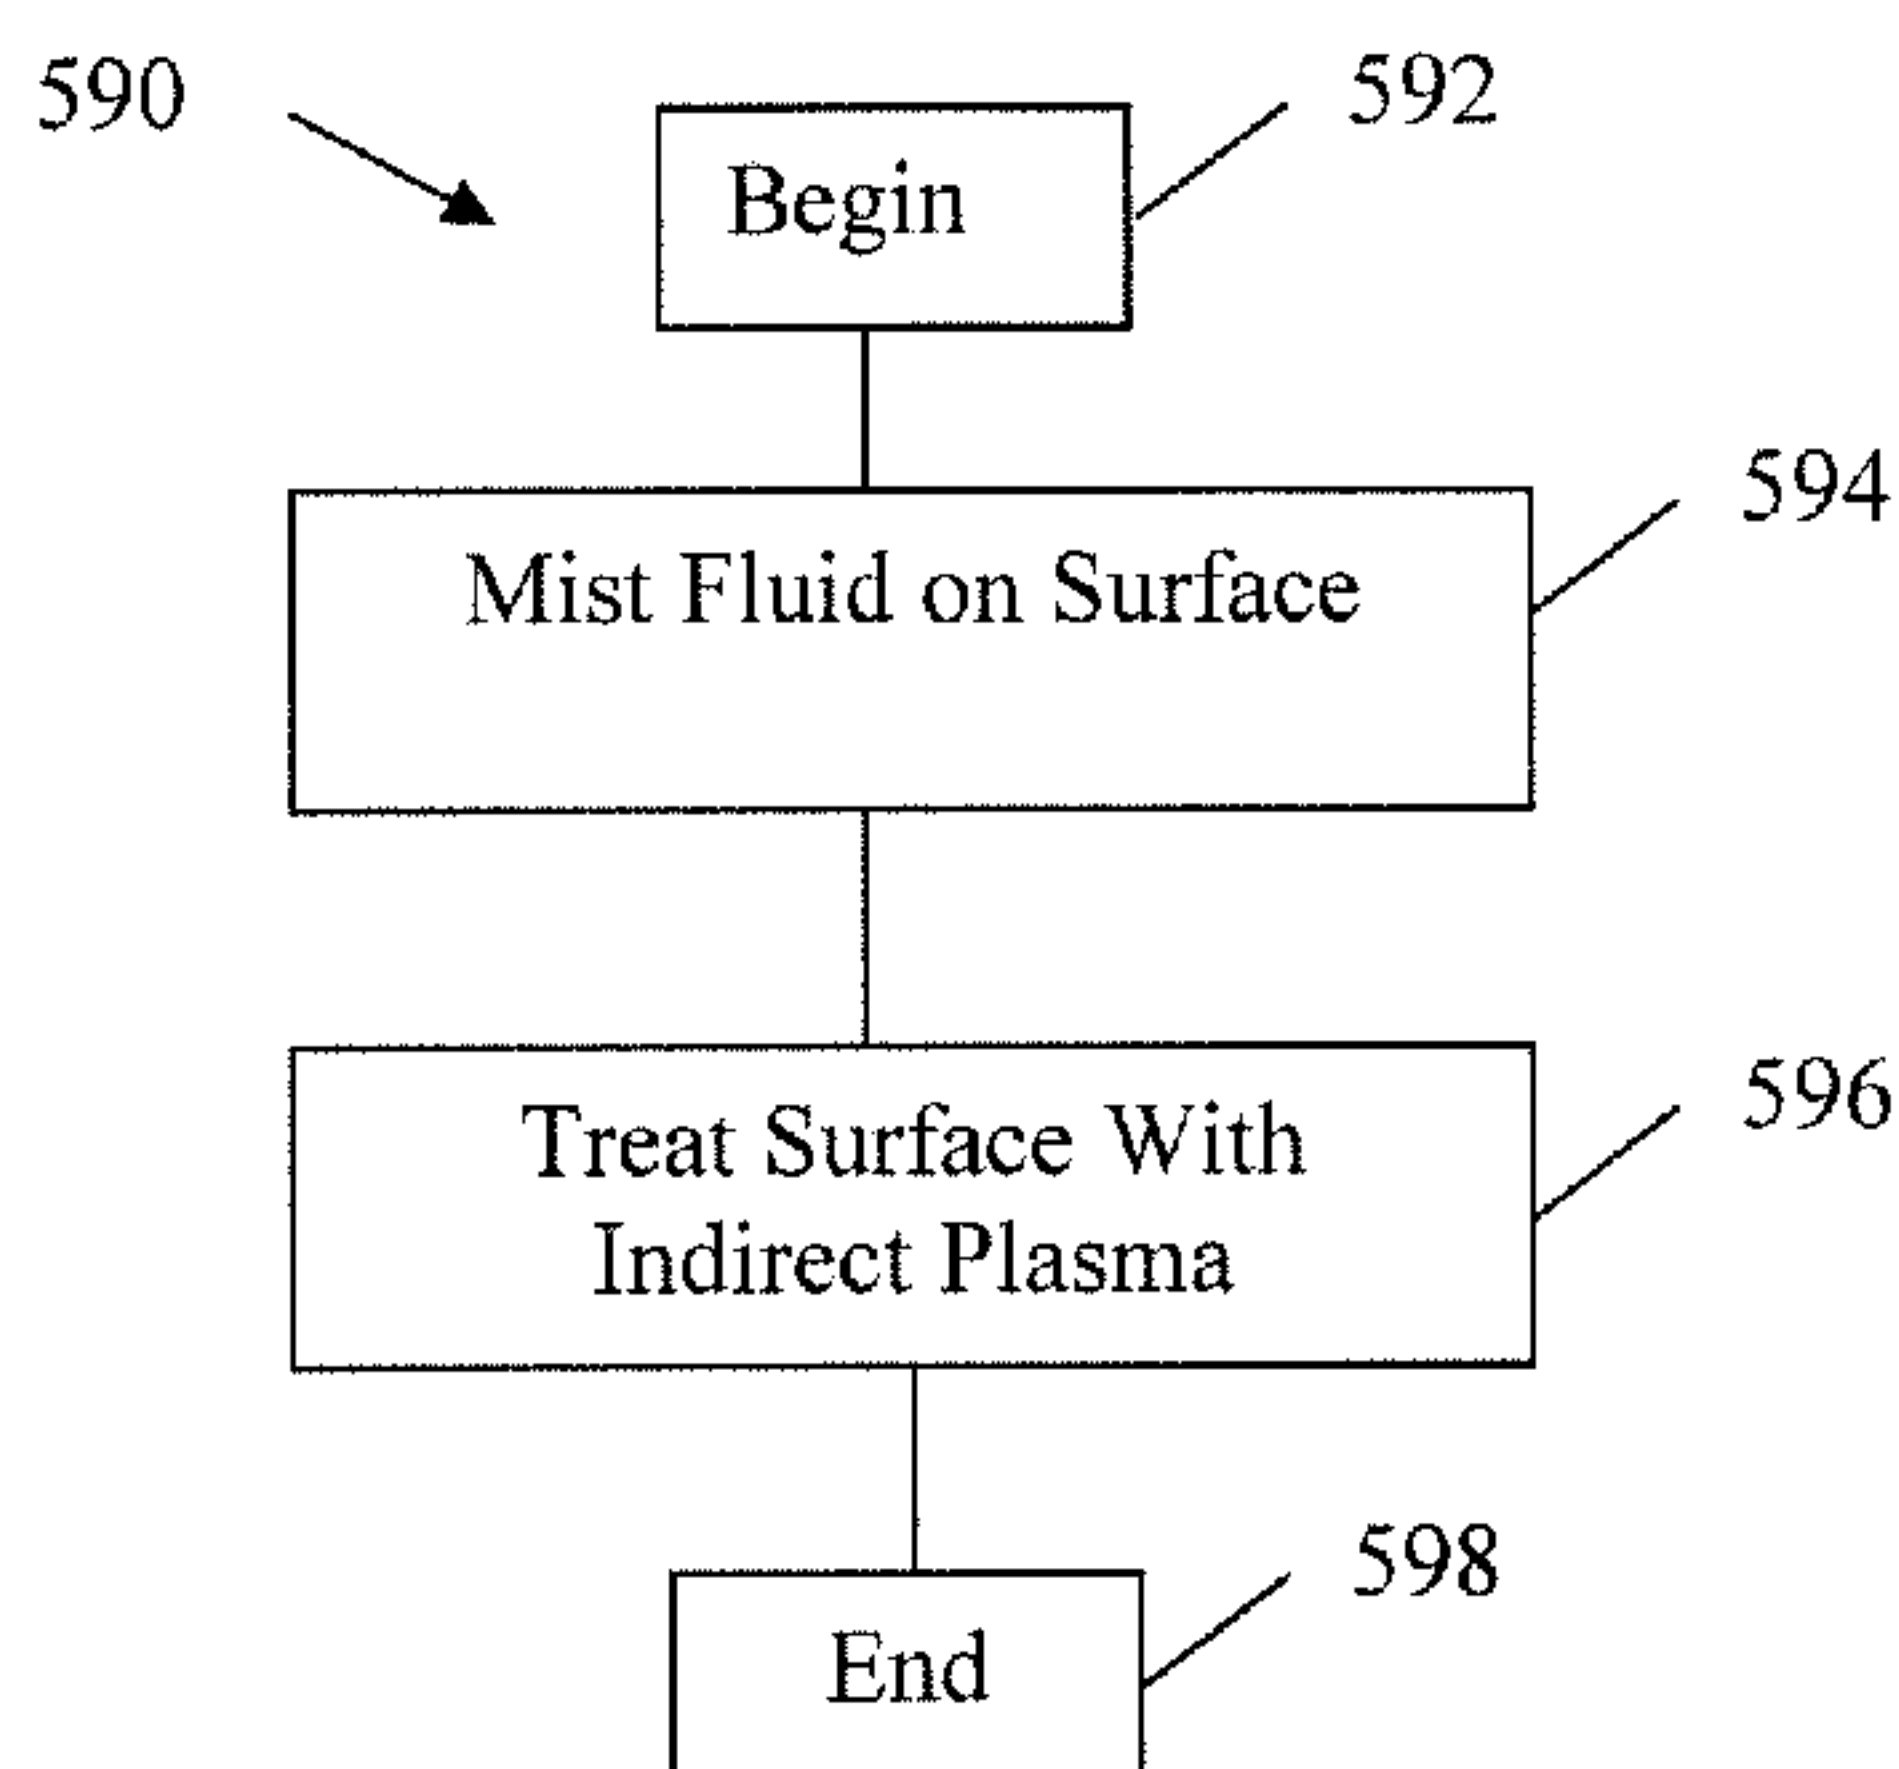 590
592
Begin
594
Mist Fluid on Surface
596
Treat Surface With
Indirect Plasma
598
End